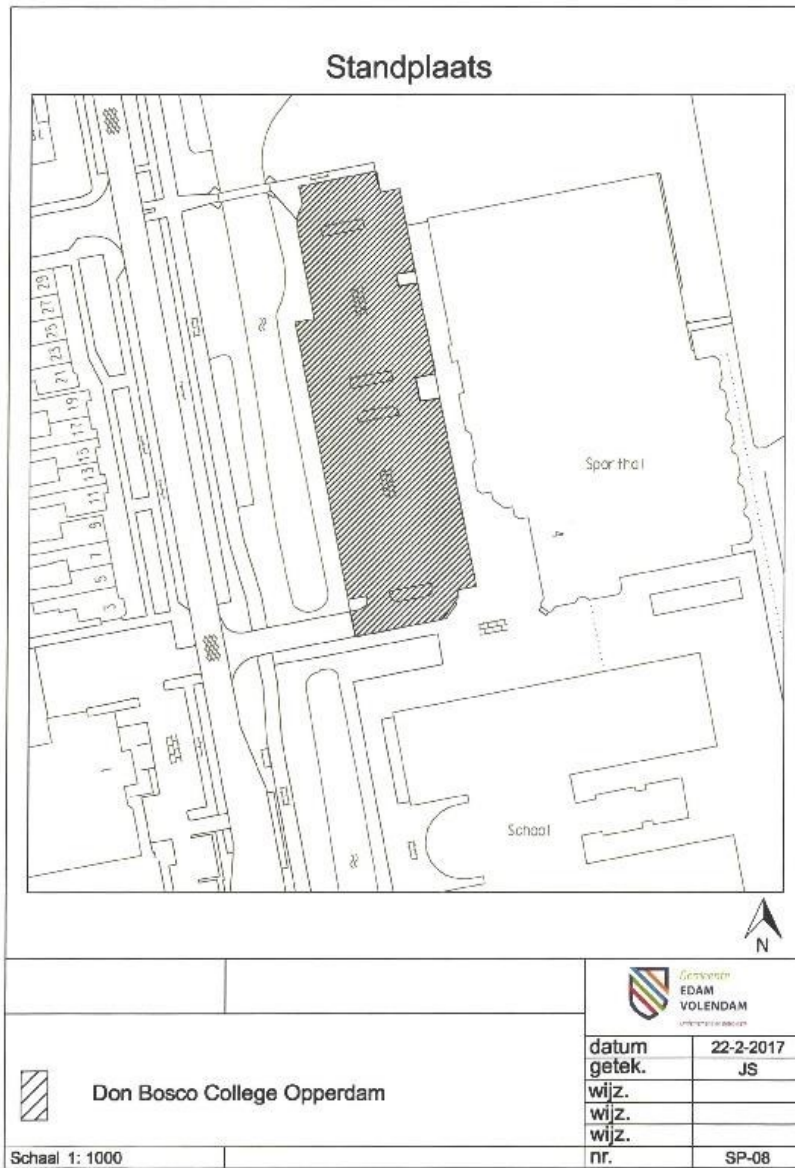 Standplaats
29
27
25
23
21
19
17
15
13
11
9
7
5
3
Sporthal
4
School
N
Gemeente
EDAM
VOLENDAM
datum 22-2-2017
getek. JS
wijz.
wijz.
wijz.
Don Bosco College Opperdam
Schaal 1: 1000
nr. SP-08